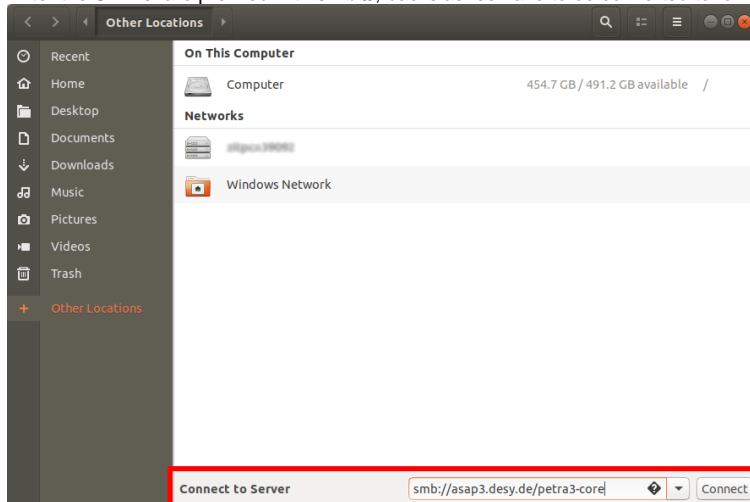 Other Locations
Recent
Home
Desktop
Documents
Downloads
Music
Pictures
Videos
Trash
Other Locations
On This Computer
Computer 454.7 GB / 491.2 GB available /
Networks
Windows Network
Connect to Server smb://asap3.desy.de/petra3-core Connect